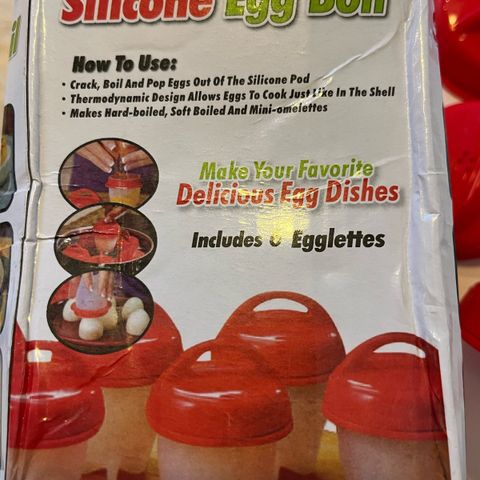 Silicone Egg Boil
How To Use:
• Crack, Boil And Pop Eggs Out Of The Silicone Pod
• Thermodynamic Design Allows Eggs To Cook Just Like In The Shell
• Makes Hard-boiled, Soft Boiled And Mini-omelettes
Make Your Favorite
Delicious Egg Dishes
Includes 6 Egglettes